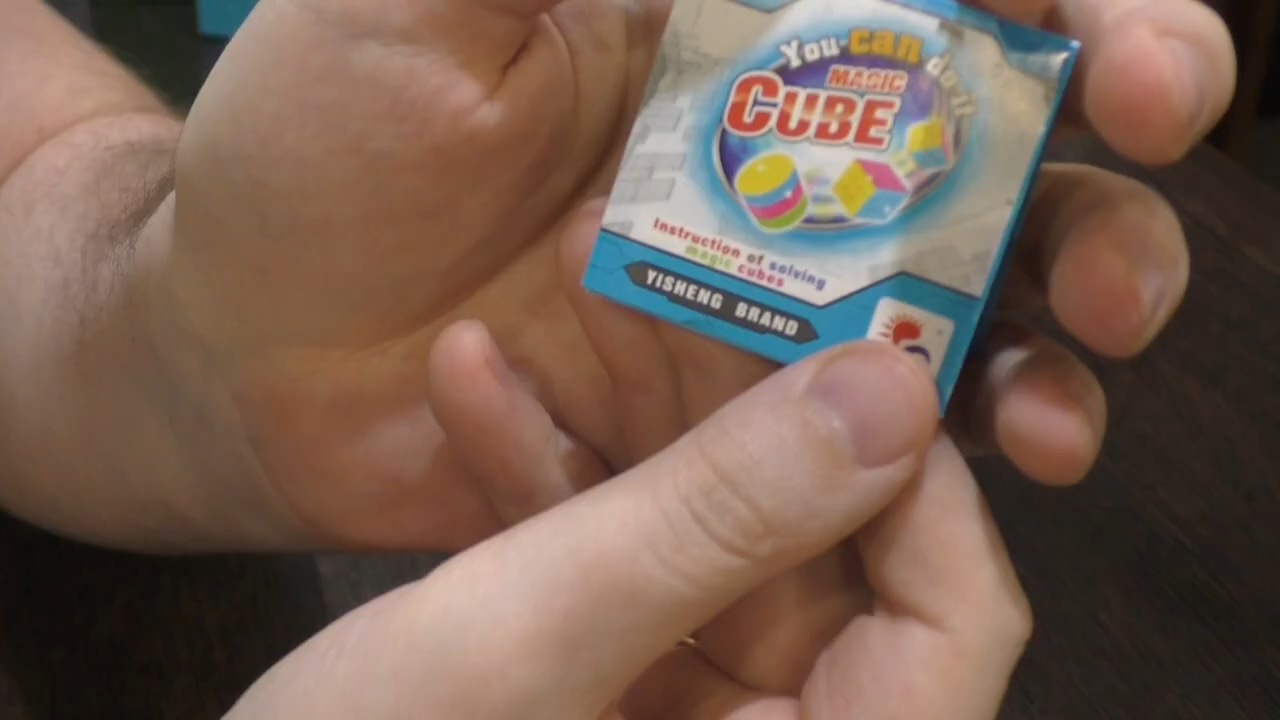 You can do it
MAGIC
CUBE
Instruction of solving
magic cubes
YISHENG BRAND